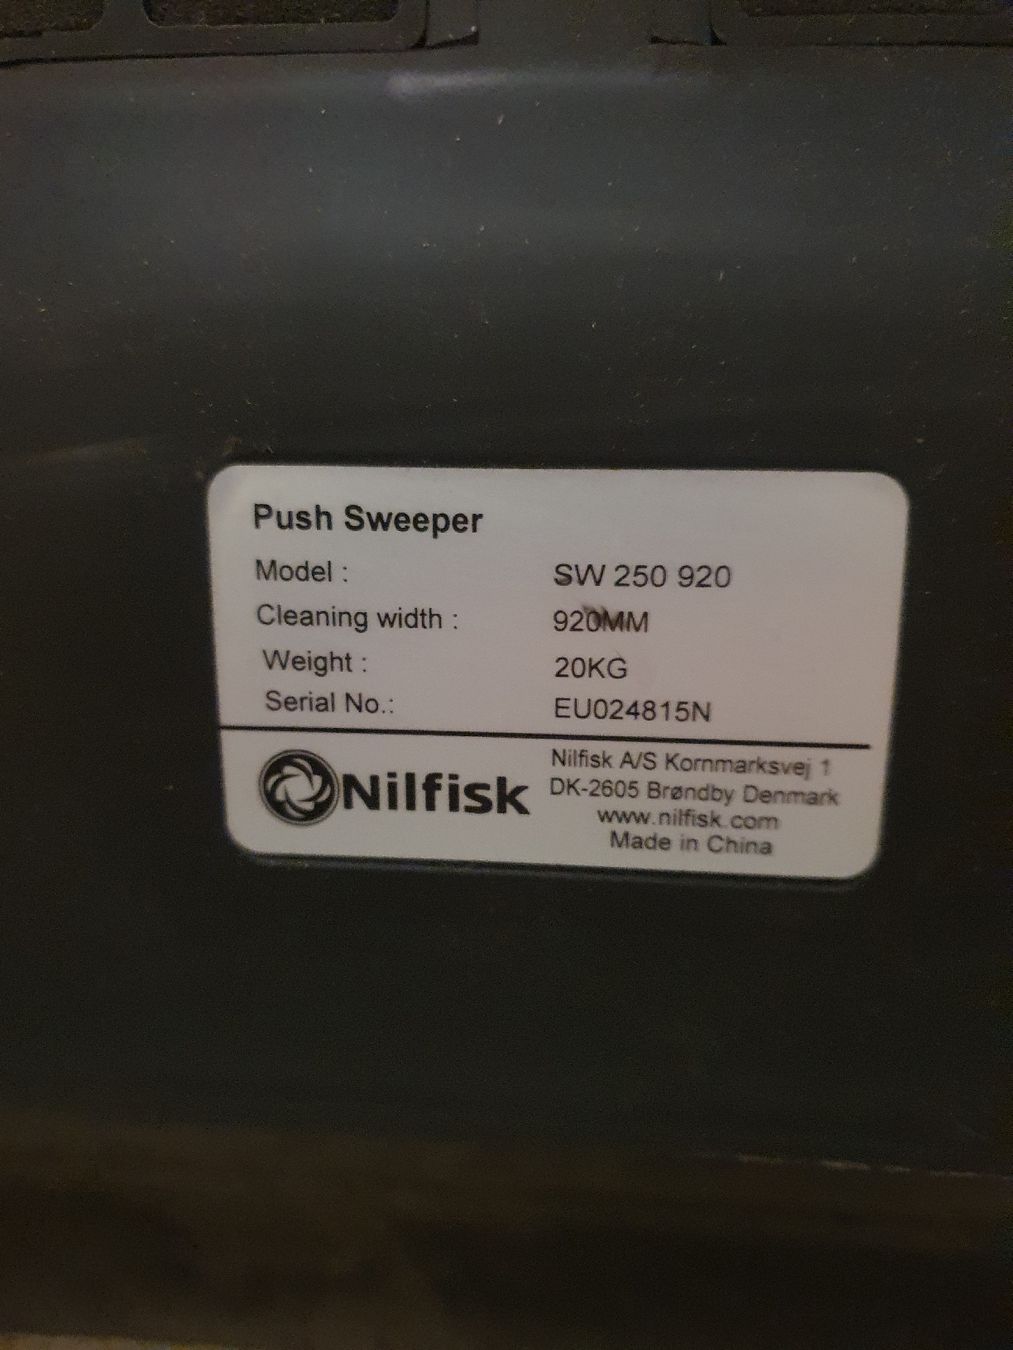 Push Sweeper
Model : SW 250 920
Cleaning width : 920MM
Weight : 20KG
Serial No.: EU024815N
Nilfisk
Nilfisk A/S Kornmarksvej 1
DK-2605 Brøndby Denmark
www.nilfisk.com
Made in China